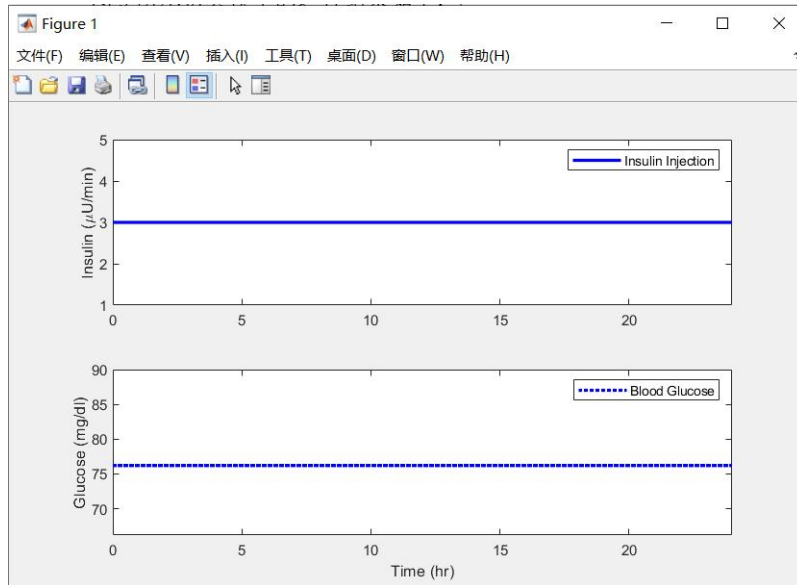 Figure 1
文件(F) 编辑(E) 查看(V) 插入(I) 工具(T) 桌面(D) 窗口(W) 帮助(H)
5
4
3
2
1
Insulin (μU/min)
Insulin Injection
0 5 10 15 20
90
85
80
75
70
Glucose (mg/dl)
Blood Glucose
0 5 10 15 20
Time (hr)